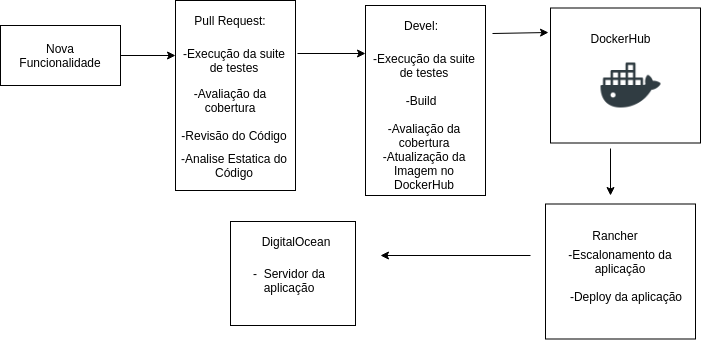 Nova
Funcionalidade
Pull Request:
-Execução da suite
de testes
-Avaliação da
cobertura
-Revisão do Código
-Analise Estatica do
Código
Devel:
-Execução da suite
de testes
-Build
-Avaliação da
cobertura
-Atualização da
Imagem no
DockerHub
DockerHub
Rancher
-Escalonamento da
aplicação
-Deploy da aplicação
DigitalOcean
- Servidor da
aplicação